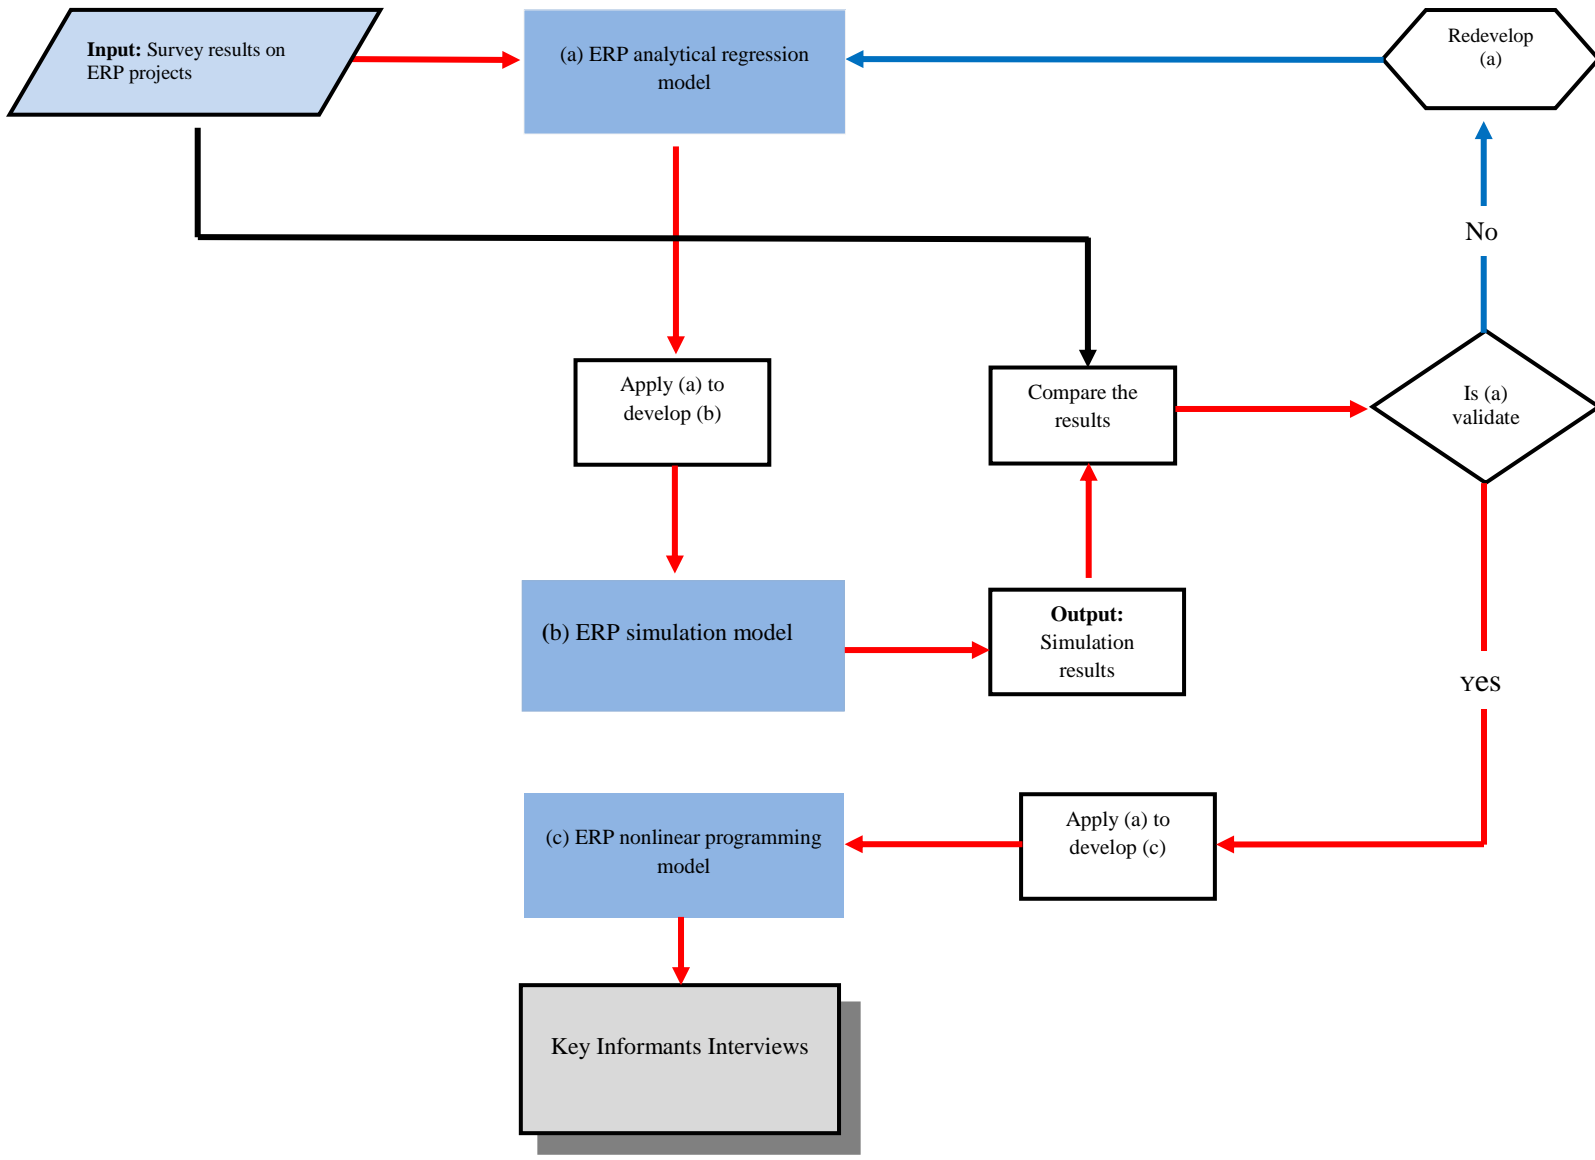 Input: Survey results on
ERP projects
(a) ERP analytical regression
model
Redevelop
(a)
No
Apply (a) to
develop (b)
Compare the
results
Is (a)
validate
(b) ERP simulation model
Output:
Simulation
results
Yes
(c) ERP nonlinear programming
model
Apply (a) to
develop (c)
Key Informants Interviews